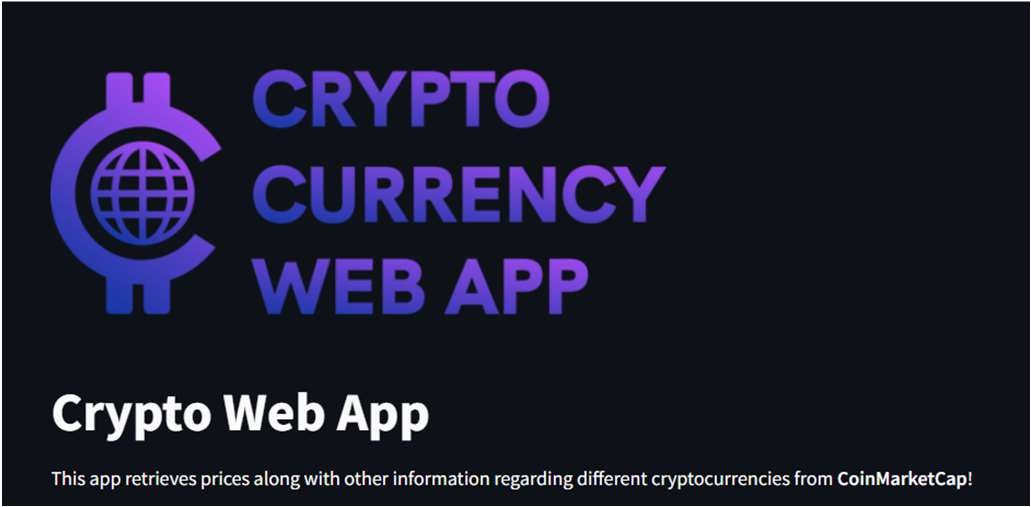 CRYPTO
CURRENCY
WEB APP
Crypto Web App
This app retrieves prices along with other information regarding different cryptocurrencies from CoinMarketCap!